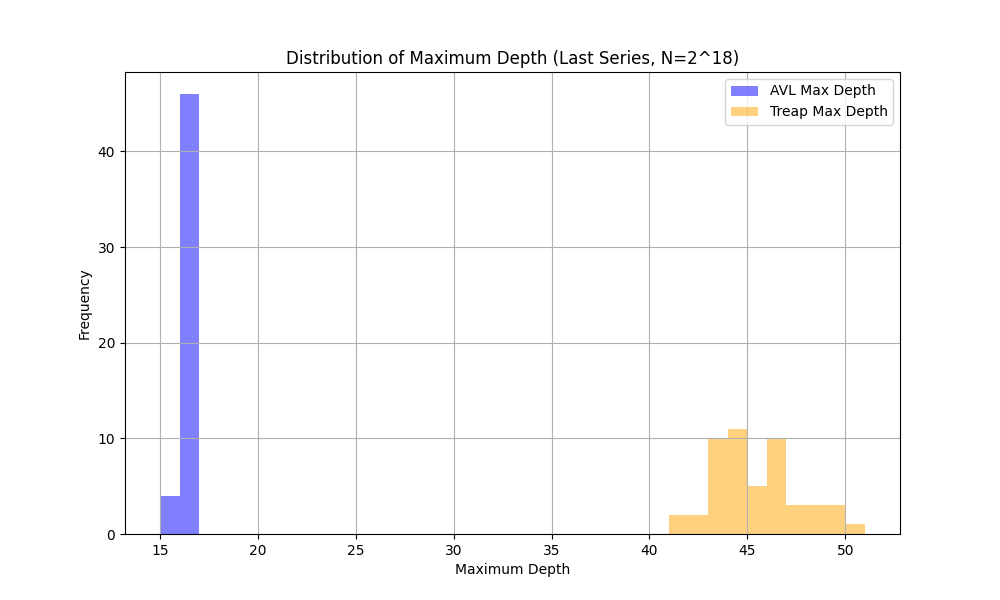 Distribution of Maximum Depth (Last Series, N=2^18)
AVL Max Depth
Treap Max Depth
40
30
20
10
0
Frequency
15 20 25 30 35 40 45 50
Maximum Depth